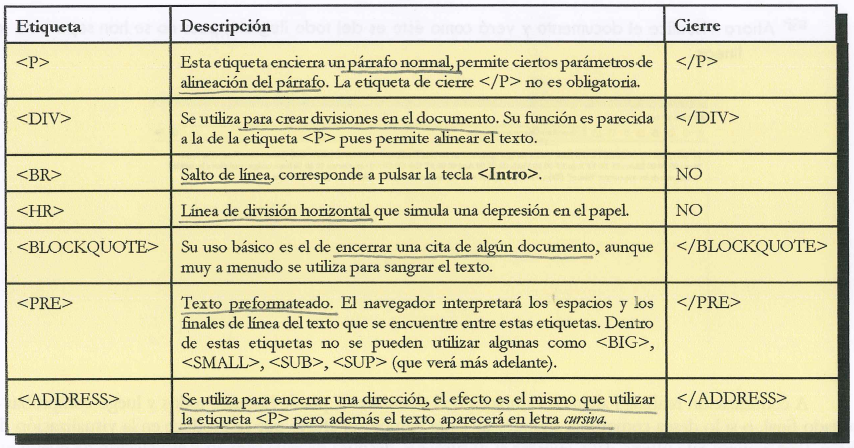 Etiqueta Descripción Cierre
<P> Esta etiqueta encierra un párrafo normal, permite ciertos parámetros de </P>
alineación del párrafo. La etiqueta de cierre </P> no es obligatoria.
<DIV> Se utiliza para crear divisiones en el documento. Su función es parecida </DIV>
a la de la etiqueta <P> pues permite alinear el texto.
<BR> Salto de línea, corresponde a pulsar la tecla <Intro>. NO
<HR> Línea de división horizontal que simula una depresión en el papel. NO
<BLOCKQUOTE> Su uso básico es el de encerrar una cita de algún documento, aunque </BLOCKQUOTE>
muy a menudo se utiliza para sangrar el texto.
<PRE> Texto preformateado. El navegador interpretará los espacios y los </PRE>
finales de línea del texto que se encuentre entre estas etiquetas. Dentro
de estas etiquetas no se pueden utilizar algunas como <BIG>,
<SMALL>, <SUB>, <SUP> (que verá más adelante).
<ADDRESS> Se utiliza para encerrar una dirección, el efecto es el mismo que utilizar </ADDRESS>
la etiqueta <P> pero además el texto aparecerá en letra cursiva.